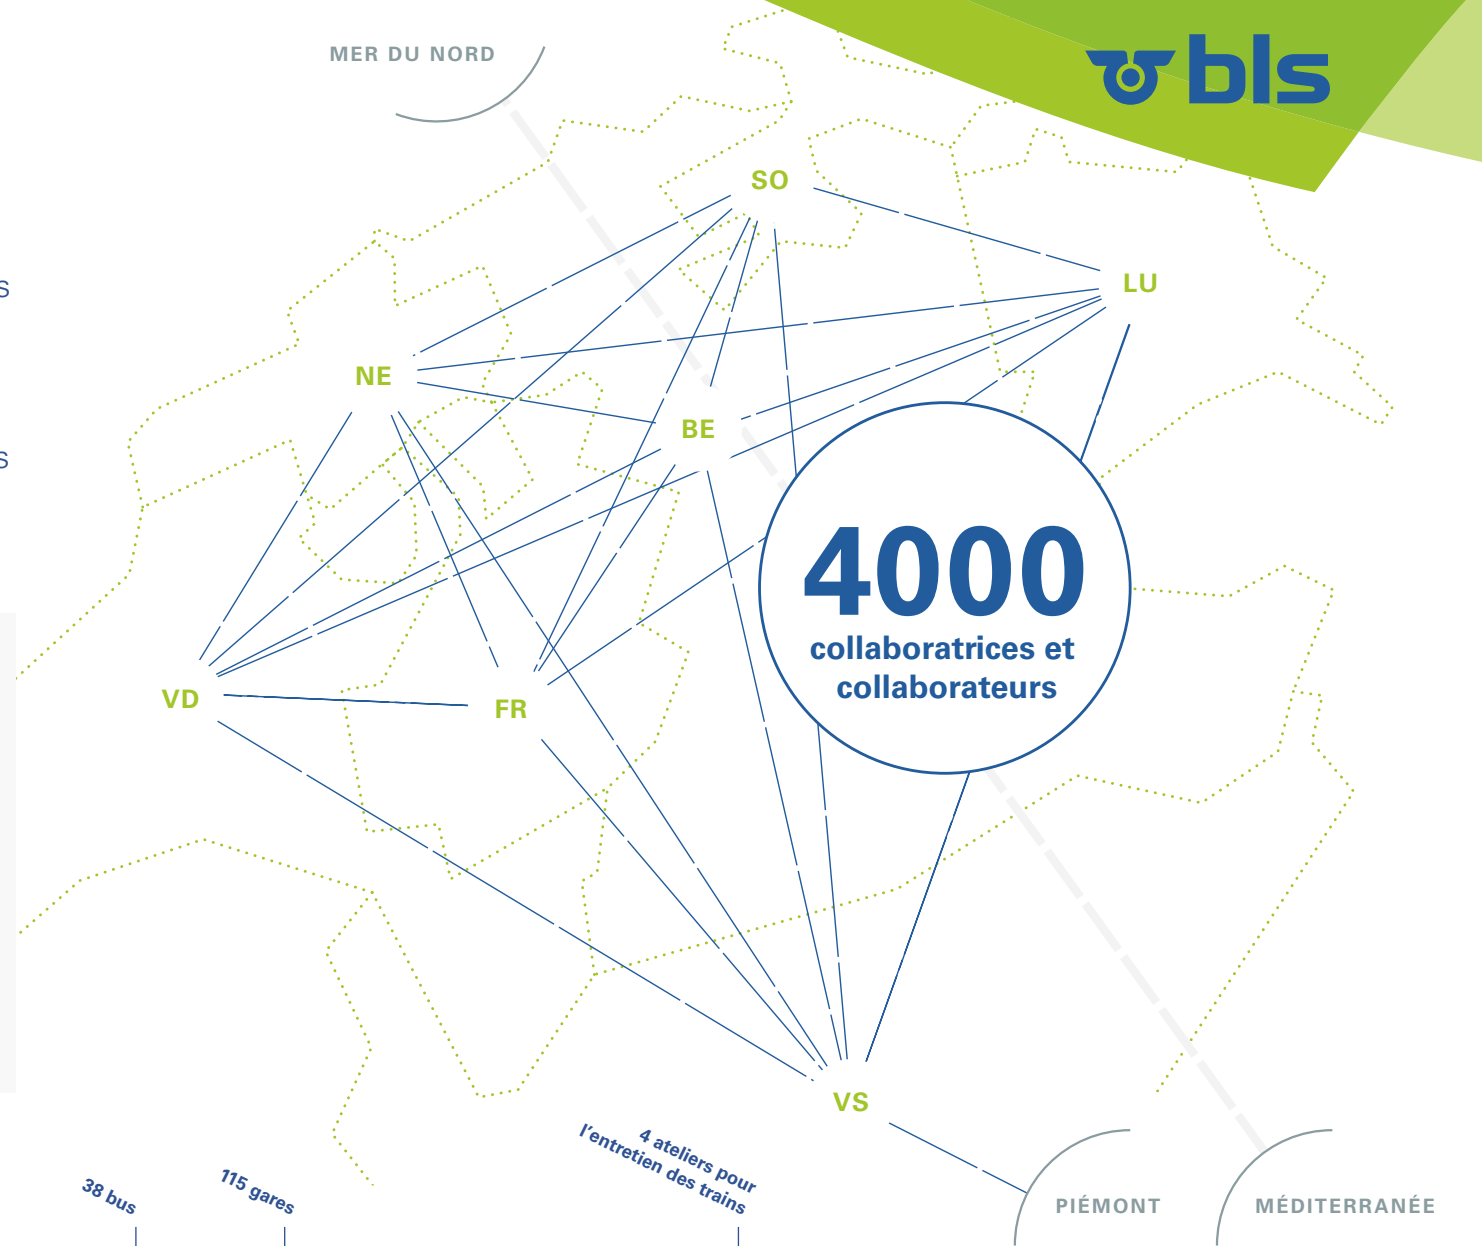 MER DU NORD
bls
SO
S
LU
NE
BE
S
4000
collaboratrices et
collaborateurs
VD
FR
VS
4 ateliers pour
l'entretien des trains
38 bus
115 gares
PIÉMONT
MÉDITERRANÉE